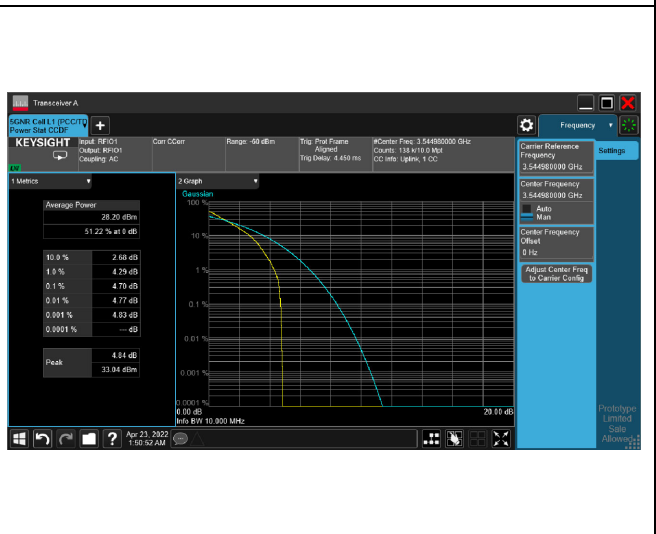 Transceiver A
5GNR Call L1 (PCC/TD
Power Stat CCDF
Frequency
KEYSIGHT
Input: RFIO1
Output: RFIO1
Coupling: AC
Corr CCorr
Range: -60 dBm
Trig: Prot Frame
Aligned
Trig Delay: 4.450 ms
#Center Freq: 3.544980000 GHz
Counts: 138 k/10.0 Mpt
CC Info: Uplink, 1 CC
Carrier Reference
Frequency
3.544980000 GHz
Settings
1 Metrics
2 Graph
Gaussian
Center Frequency
3.544980000 GHz
Auto
Man
Center Frequency
Offset
0 Hz
Adjust Center Freq
to Carrier Config
Average Power
28.20 dBm
51.22 % at 0 dB
10.0 % 2.68 dB
1.0 % 4.29 dB
0.1 % 4.70 dB
0.01 % 4.77 dB
0.001 % 4.83 dB
0.0001 % --- dB
Peak
4.84 dB
33.04 dBm
100 %
10 %
1 %
0.1 %
0.01 %
0.001 %
0.0001 %
0.00 dB
20.00 dB
Info BW 10.000 MHz
Apr 23, 2022
1:50:52 AM
Prototype
Limited
Sale
Allowed